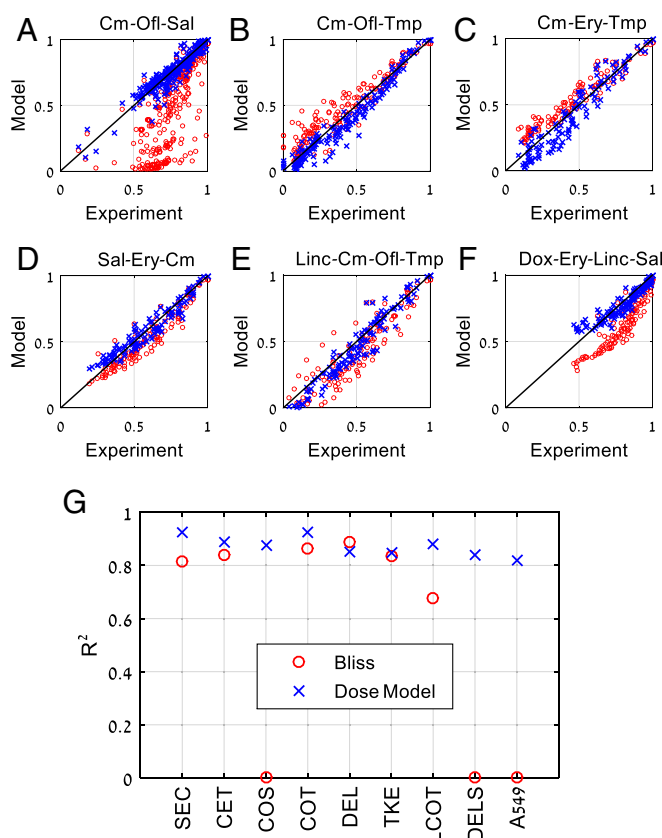 A
Cm-Ofl-Sal
1
0.5
0
0
0.5
1
Model
Experiment
B
Cm-Ofl-Tmp
1
0.5
0
0
0.5
1
Model
Experiment
C
Cm-Ery-Tmp
1
0.5
0
0
0.5
1
Model
Experiment
D
Sal-Ery-Cm
1
0.5
0
0
0.5
1
Model
Experiment
E
Linc-Cm-Ofl-Tmp
1
0.5
0
0
0.5
1
Model
Experiment
F
Dox-Ery-Linc-Sal
1
0.5
0
0
0.5
1
Model
Experiment
G
1
0.8
0.6
0.4
0.2
0
R²
Bliss
Dose Model
SEC
CET
COS
COT
DEL
TKE
LCOT
DELS
A549